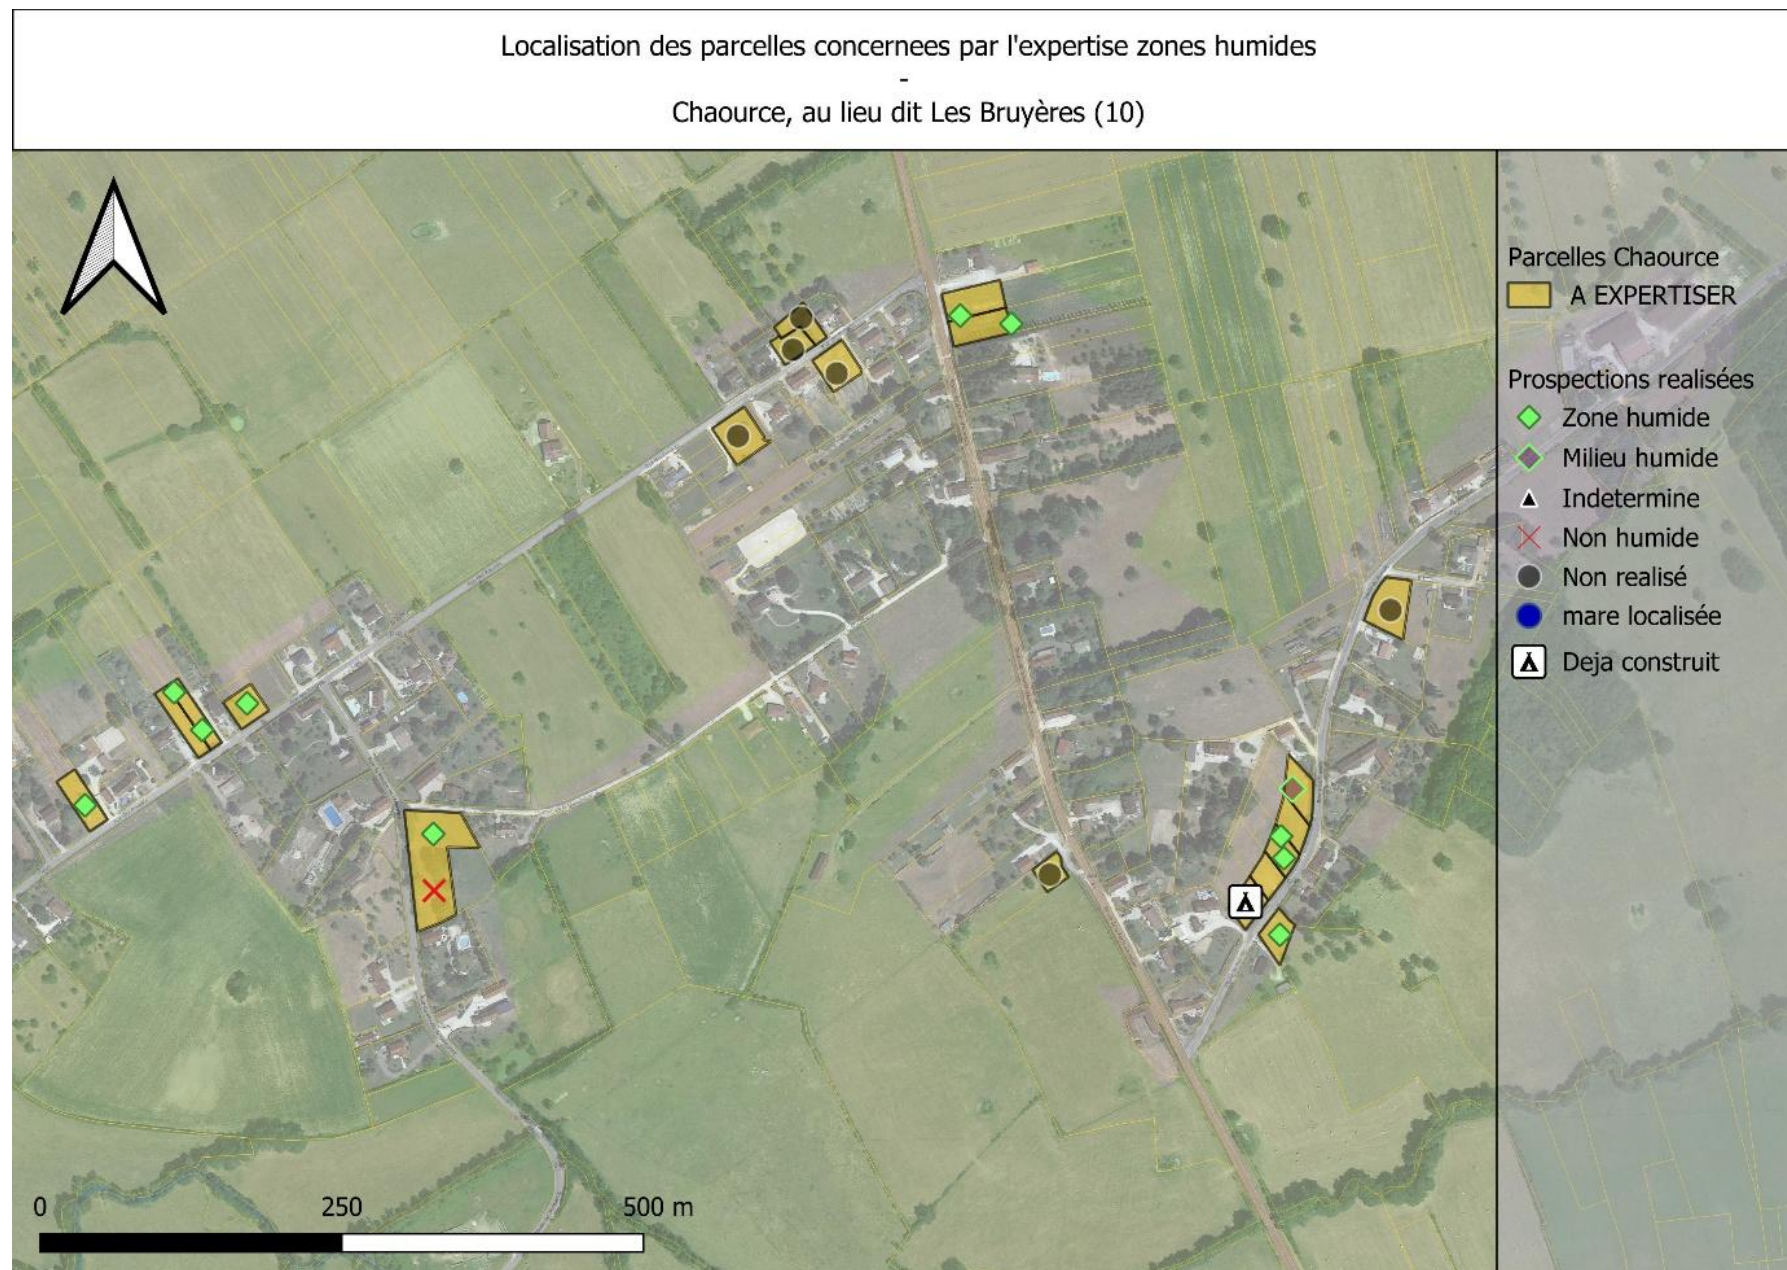 Localisation des parcelles concernees par l'expertise zones humides
-
Chaource, au lieu dit Les Bruyères (10)
Parcelles Chaource
A EXPERTISER
Prospections realisées
Zone humide
Milieu humide
Indetermine
Non humide
Non realisé
mare localisée
Deja construit
0 250 500 m